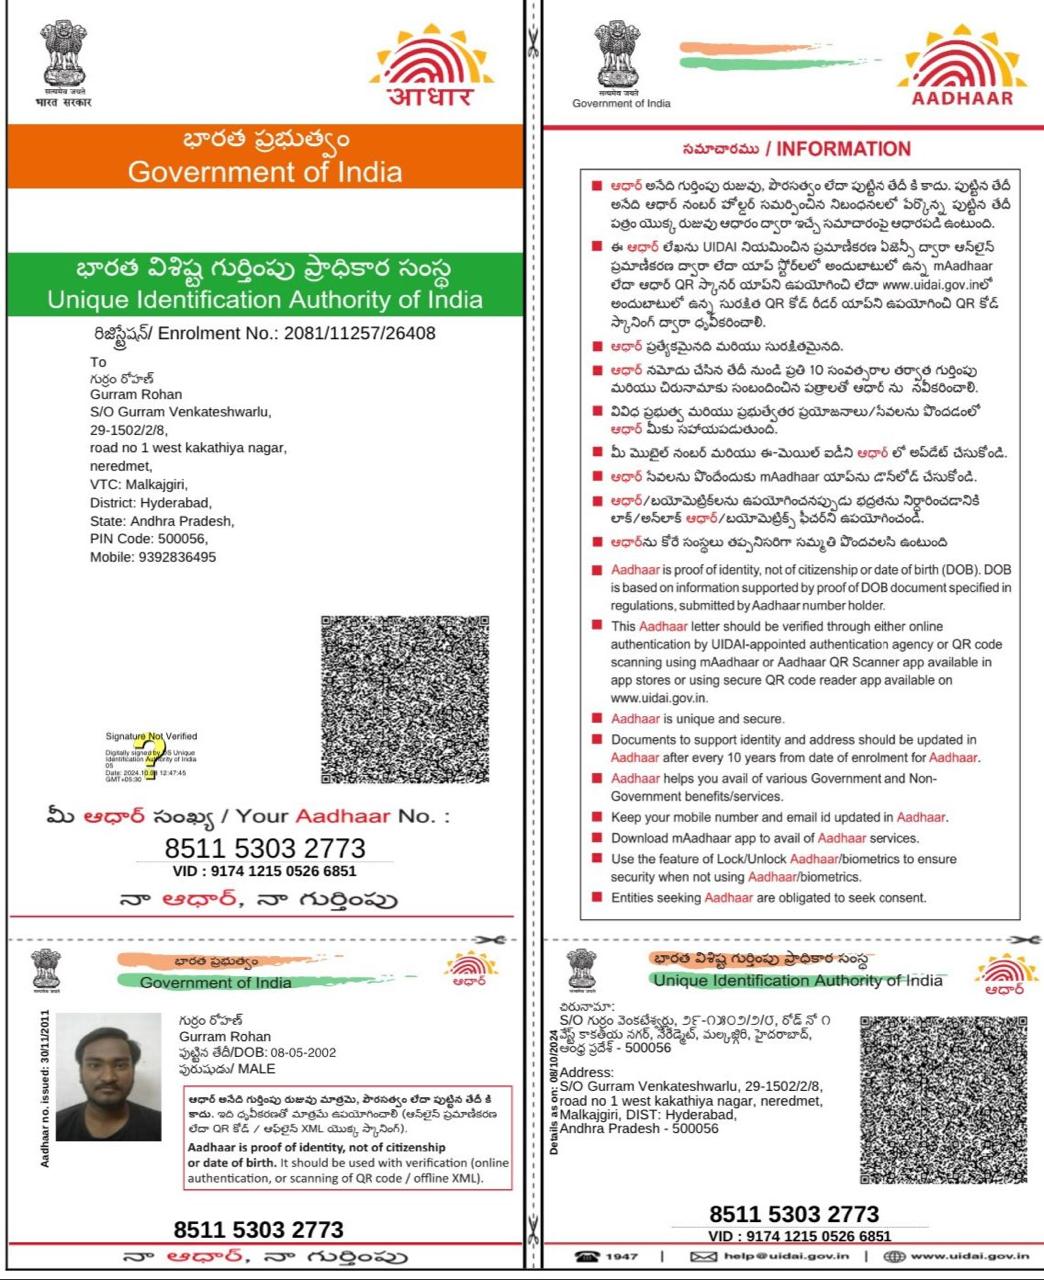 सत्यमेव जयते
भारत सरकार
आधार
భారత ప్రభుత్వం
Government of India
భారత విశిష్ట గుర్తింపు ప్రాధికార సంస్థ
Unique Identification Authority of India
రిజిస్ట్రేషన్/ Enrolment No.: 2081/11257/26408
To
గుర్రం రోహణ్
Gurram Rohan
S/O Gurram Venkateshwarlu,
29-1502/2/8,
road no 1 west kakathiya nagar,
neredmet,
VTC: Malkajgiri,
District: Hyderabad,
State: Andhra Pradesh,
PIN Code: 500056,
Mobile: 9392836495
Signature Not Verified
Digitally signed by DS Unique
Identification Authority of India
05
Date: 2024.10.08 12:47:45
GMT+05:30
మీ ఆధార్ సంఖ్య / Your Aadhaar No. :
8511 5303 2773
VID : 9174 1215 0526 6851
నా ఆధార్, నా గుర్తింపు
सत्यमेव जयते
Government of India
AADHAAR
సమాచారము / INFORMATION
ఆధార్ అనేది గుర్తింపు రుజువు, పౌరసత్వం లేదా పుట్టిన తేదీ కి కాదు. పుట్టిన తేదీ
అనేది ఆధార్ నంబర్ హోల్డర్ సమర్పించిన నిబంధనలలో పేర్కొన్న పుట్టిన తేదీ
పత్రం యొక్క రుజువు ఆధారం ద్వారా ఇచ్చే సమాచారంపై ఆధారపడి ఉంటుంది.
ఈ ఆధార్ లేఖను UIDAI నియమించిన ప్రమాణీకరణ ఏజెన్సీ ద్వారా ఆన్‌లైన్
ప్రమాణీకరణ ద్వారా లేదా యాప్ స్టోర్‌లలో అందుబాటులో ఉన్న mAadhaar
లేదా ఆధార్ QR స్కానర్ యాప్‌ని ఉపయోగించి లేదా www.uidai.gov.inలో
అందుబాటులో ఉన్న సురక్షిత QR కోడ్ రీడర్ యాప్‌ని ఉపయోగించి QR కోడ్
స్కానింగ్ ద్వారా ధృవీకరించాలి.
ఆధార్ ప్రత్యేకమైనది మరియు సురక్షితమైనది.
ఆధార్ నమోదు చేసిన తేదీ నుండి ప్రతి 10 సంవత్సరాల తర్వాత గుర్తింపు
మరియు చిరునామాకు సంబందించిన పత్రాలతో ఆధార్ ను నవీకరించాలి.
వివిధ ప్రభుత్వ మరియు ప్రభుత్వేతర ప్రయోజనాలు/సేవలను పొందడంలో
ఆధార్ మీకు సహాయపడుతుంది.
మీ మొబైల్ నంబర్ మరియు ఈ-మెయిల్ ఐడీని ఆధార్ లో అప్‌డేట్ చేసుకోండి.
ఆధార్ సేవలను పొందేందుకు mAadhaar యాప్‌ను డౌన్‌లోడ్ చేసుకోండి.
ఆధార్/బయోమెట్రిక్‌లను ఉపయోగించనప్పుడు భద్రతను నిర్ధారించడానికి
లాక్/అన్‌లాక్ ఆధార్/బయోమెట్రిక్స్ ఫీచర్‌ని ఉపయోగించండి.
ఆధార్‌ను కోరే సంస్థలు తప్పనిసరిగా సమ్మతి పొందవలసి ఉంటుంది
Aadhaar is proof of identity, not of citizenship or date of birth (DOB). DOB
is based on information supported by proof of DOB document specified in
regulations, submitted by Aadhaar number holder.
This Aadhaar letter should be verified through either online
authentication by UIDAI-appointed authentication agency or QR code
scanning using mAadhaar or Aadhaar QR Scanner app available in
app stores or using secure QR code reader app available on
www.uidai.gov.in.
Aadhaar is unique and secure.
Documents to support identity and address should be updated in
Aadhaar after every 10 years from date of enrolment for Aadhaar.
Aadhaar helps you avail of various Government and Non-
Government benefits/services.
Keep your mobile number and email id updated in Aadhaar.
Download mAadhaar app to avail of Aadhaar services.
Use the feature of Lock/Unlock Aadhaar/biometrics to ensure
security when not using Aadhaar/biometrics.
Entities seeking Aadhaar are obligated to seek consent.
భారత ప్రభుత్వం
Government of India
ఆధార్
Aadhaar no. issued: 30/11/2011
గుర్రం రోహణ్
Gurram Rohan
పుట్టిన తేదీ/DOB: 08-05-2002
పురుషుడు/ MALE
ఆధార్ అనేది గుర్తింపు రుజువు మాత్రమె, పౌరసత్వం లేదా పుట్టిన తేదీ కి
కాదు. ఇది ధృవీకరణతో మాత్రమే ఉపయోగించాలి (ఆన్‌లైన్ ప్రమాణీకరణ
లేదా QR కోడ్ / ఆఫ్‌లైన్ XML యొక్క స్కానింగ్).
Aadhaar is proof of identity, not of citizenship
or date of birth. It should be used with verification (online
authentication, or scanning of QR code / offline XML).
8511 5303 2773
నా ఆధార్, నా గుర్తింపు
భారత విశిష్ట గుర్తింపు ప్రాధికార సంస్థ
Unique Identification Authority of India
ఆధార్
Details as on: 08/10/2024
చిరునామా:
S/O గుర్రం వెంకటేశ్వర్లు, ౨౯-౧౫౦౨/౨/౮, రోడ్ నో ౧
వేస్ట్ కాకతీయ నగర్, నేరేడ్మెట్, మల్కజ్గిరి, హైదరాబాద్,
ఆంధ్ర ప్రదేశ్ - 500056
Address:
S/O Gurram Venkateshwarlu, 29-1502/2/8,
road no 1 west kakathiya nagar, neredmet,
Malkajgiri, DIST: Hyderabad,
Andhra Pradesh - 500056
8511 5303 2773
VID : 9174 1215 0526 6851
1947 | help@uidai.gov.in | www.uidai.gov.in